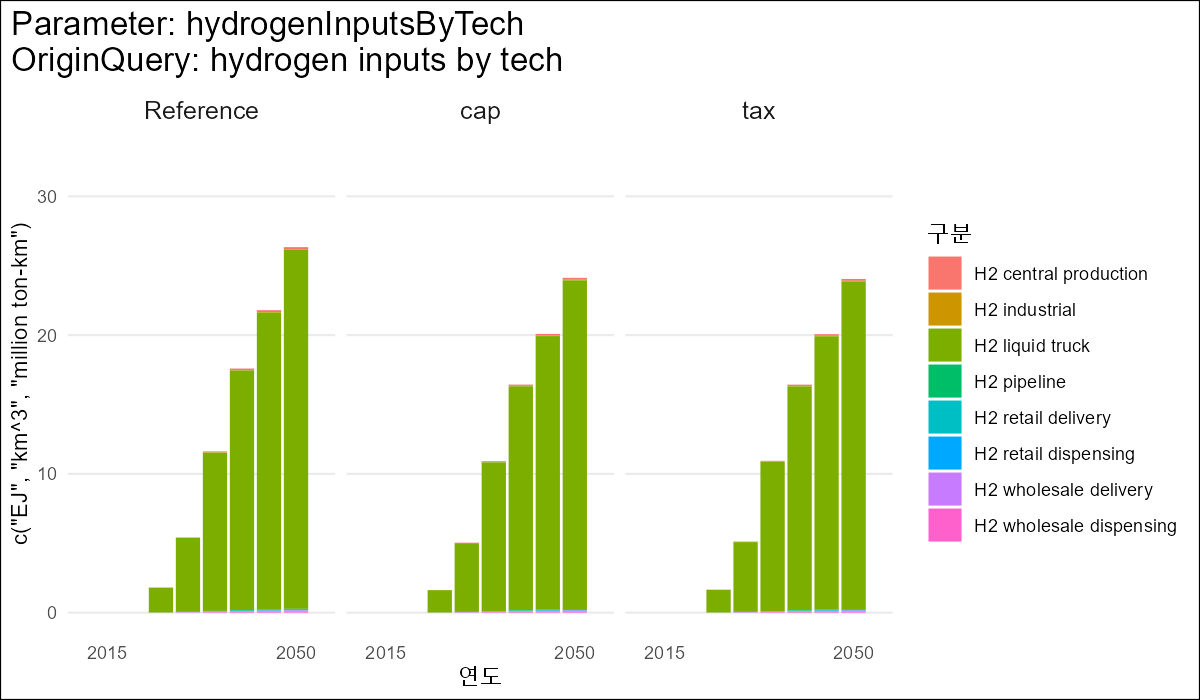 Parameter: hydrogenInputsByTech
OriginQuery: hydrogen inputs by tech
Reference cap tax
30
20
10
0
c("EJ", "km^3", "million ton-km")
2015 2050 2015 2050 2015 2050
연도
구분
H2 central production
H2 industrial
H2 liquid truck
H2 pipeline
H2 retail delivery
H2 retail dispensing
H2 wholesale delivery
H2 wholesale dispensing